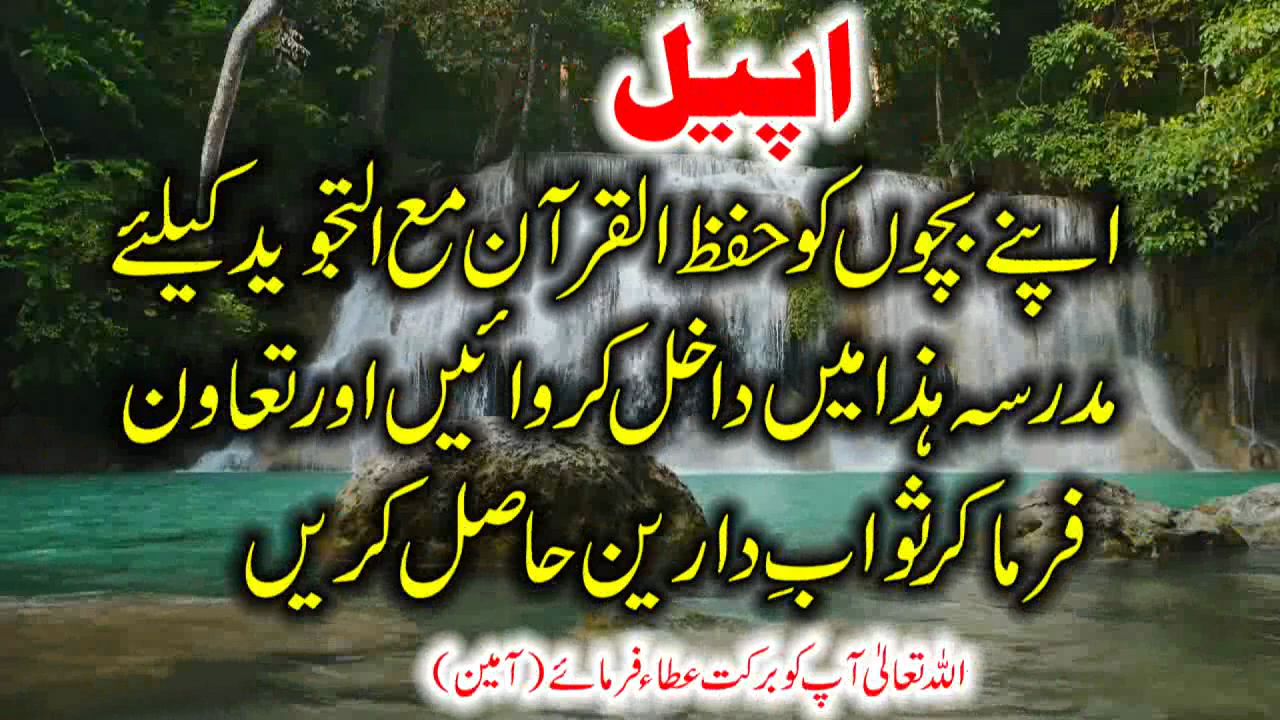 اپیل
اپنے بچوں کو حفظ القرآن مع التجوید کیلئے
مدرسہ ہذا میں داخل کروائیں اور تعاون
فرما کر ثوابِ دارین حاصل کریں
اللہ تعالیٰ آپ کو برکت عطاء فرمائے (آمین)